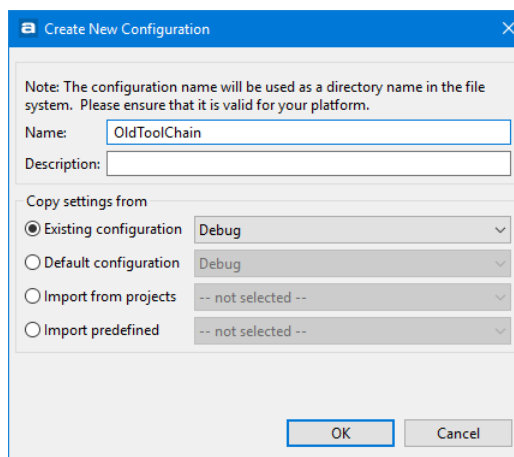 a Create New Configuration
Note: The configuration name will be used as a directory name in the file
system. Please ensure that it is valid for your platform.
Name: OldToolChain
Description:
Copy settings from
Existing configuration Debug
Default configuration Debug
Import from projects -- not selected --
Import predefined -- not selected --
OK Cancel